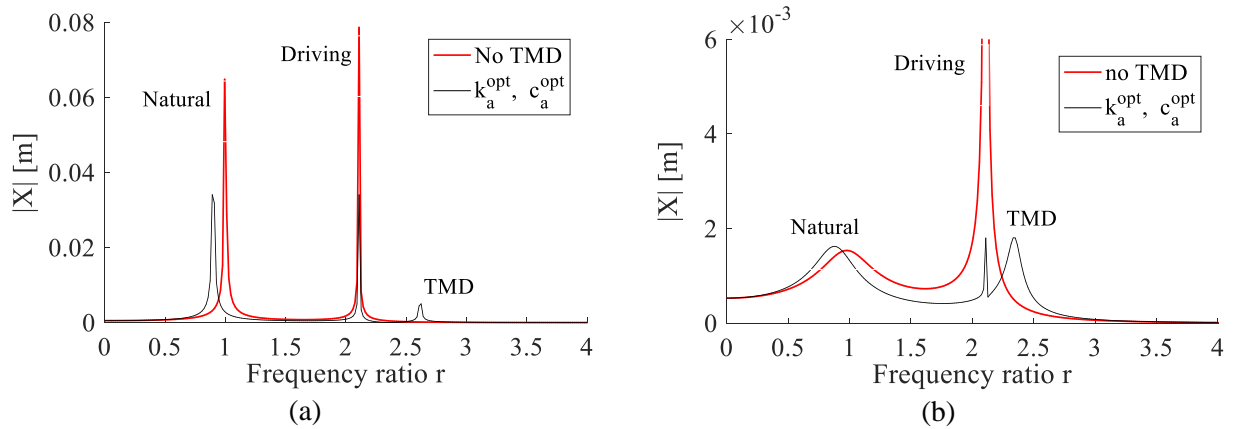 0.08
0.06
0.04
0.02
0
|X| [m]
Driving
Natural
TMD
No TMD
k_a^opt, c_a^opt
0 0.5 1 1.5 2 2.5 3 3.5 4
Frequency ratio r
(a)
×10^-3
6
4
2
0
|X| [m]
Driving
Natural
TMD
no TMD
k_a^opt, c_a^opt
0 0.5 1 1.5 2 2.5 3 3.5 4
Frequency ratio r
(b)